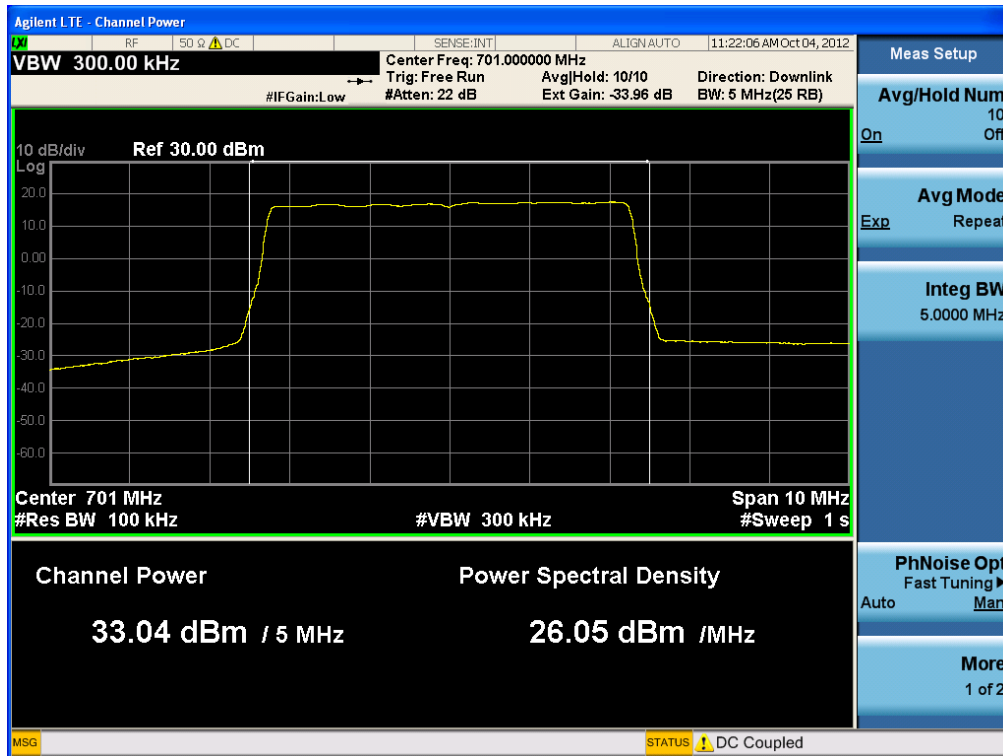 Agilent LTE - Channel Power
LXI RF 50 Ω DC SENSE:INT ALIGN AUTO 11:22:06 AM Oct 04, 2012
VBW 300.00 kHz
Center Freq: 701.000000 MHz
Trig: Free Run Avg|Hold: 10/10 Direction: Downlink
#IFGain:Low #Atten: 22 dB Ext Gain: -33.96 dB BW: 5 MHz(25 RB)
10 dB/div Ref 30.00 dBm
Log
20.0
10.0
0.00
-10.0
-20.0
-30.0
-40.0
-50.0
-60.0
Center 701 MHz Span 10 MHz
#Res BW 100 kHz #VBW 300 kHz #Sweep 1 s
Channel Power Power Spectral Density
33.04 dBm / 5 MHz 26.05 dBm /MHz
Meas Setup
Avg/Hold Num
10
On Off
Avg Mode
Exp Repeat
Integ BW
5.0000 MHz
PhNoise Opt
Fast Tuning
Auto Man
More
1 of 2
MSG STATUS DC Coupled